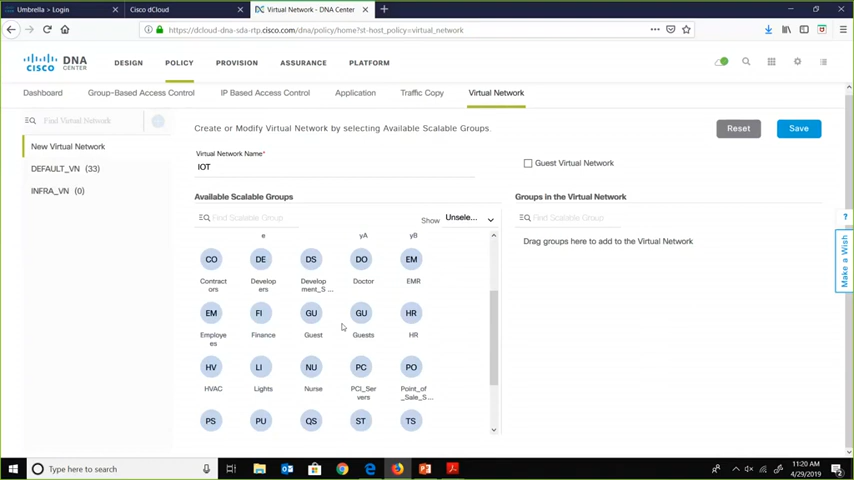 Umbrella > Login
Cisco dCloud
Virtual Network - DNA Center
https://dcloud-dna-sda-rtp.cisco.com/dna/policy/home?st-host_policy=virtual_network
CISCO
DNA CENTER
DESIGN
POLICY
PROVISION
ASSURANCE
PLATFORM
Dashboard
Group-Based Access Control
IP Based Access Control
Application
Traffic Copy
Virtual Network
Find Virtual Network
New Virtual Network
DEFAULT_VN (33)
INFRA_VN (0)
Create or Modify Virtual Network by selecting Available Scalable Groups.
Reset
Save
Virtual Network Name*
IOT
Guest Virtual Network
Available Scalable Groups
Find Scalable Group
Show
Unsele...
e yA yB
CO DE DS DO EM
Contract
ors
Develop
ers
Develop
ment_S...
Doctor
EMR
EM FI GU GU HR
Employe
es
Finance
Guest
Guests
HR
HV LI NU PC PO
HVAC
Lights
Nurse
PCI_Ser
vers
Point_of
_Sale_S...
PS PU QS ST TS
Groups in the Virtual Network
Find Scalable Group
Drag groups here to add to the Virtual Network
?
Make a Wish
Type here to search
11:20 AM
4/29/2019
2